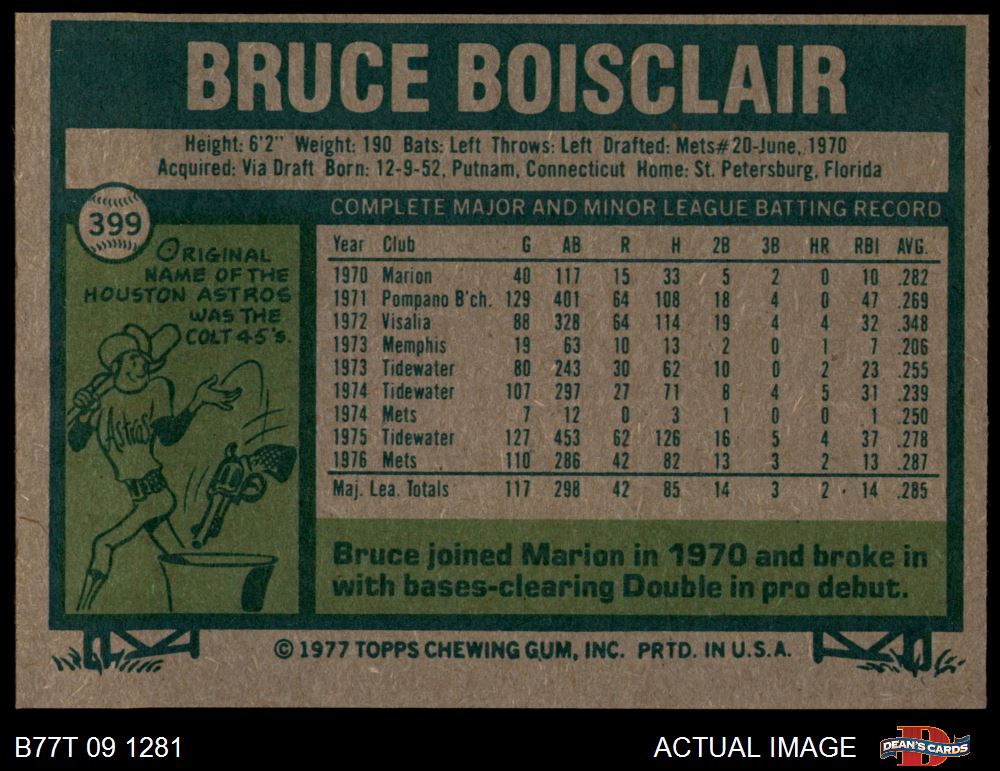 BRUCE BOISCLAIR
Height: 6'2" Weight: 190 Bats: Left Throws: Left Drafted: Mets#20-June, 1970
Acquired: Via Draft Born: 12-9-52, Putnam, Connecticut Home: St. Petersburg, Florida
399
ORIGINAL
NAME OF THE
HOUSTON ASTROS
WAS THE
COLT 45'S.
Astros
COMPLETE MAJOR AND MINOR LEAGUE BATTING RECORD
Year Club G AB R H 2B 3B HR RBI AVG.
1970 Marion 40 117 15 33 5 2 0 10 .282
1971 Pompano B'ch. 129 401 64 108 18 4 0 47 .269
1972 Visalia 88 328 64 114 19 4 4 32 .348
1973 Memphis 19 63 10 13 2 0 1 7 .206
1973 Tidewater 80 243 30 62 10 0 2 23 .255
1974 Tidewater 107 297 27 71 8 4 5 31 .239
1974 Mets 7 12 0 3 1 0 0 1 .250
1975 Tidewater 127 453 62 126 16 5 4 37 .278
1976 Mets 110 286 42 82 13 3 2 13 .287
Maj. Lea. Totals 117 298 42 85 14 3 2 14 .285
Bruce joined Marion in 1970 and broke in
with bases-clearing Double in pro debut.
© 1977 TOPPS CHEWING GUM, INC. PRTD. IN U.S.A.
B77T 09 1281
ACTUAL IMAGE
DEAN'S CARDS